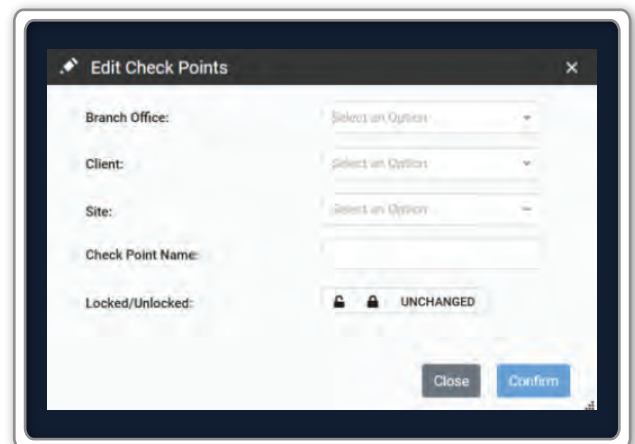 Edit Check Points
Branch Office: Select an Option
Client: Select an Option
Site: Select an Option
Check Point Name:
Locked/Unlocked: UNCHANGED
Close Confirm